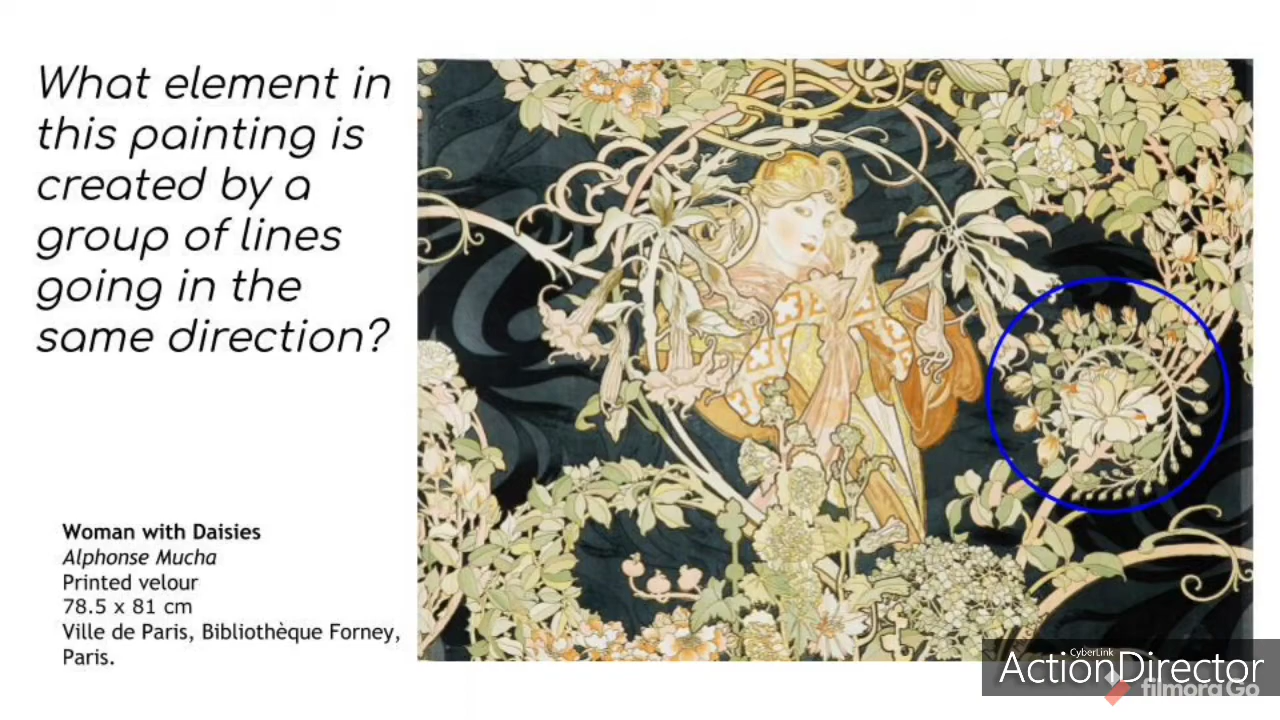 What element in
this painting is
created by a
group of lines
going in the
same direction?
Woman with Daisies
Alphonse Mucha
Printed velour
78.5 x 81 cm
Ville de Paris, Bibliothèque Forney,
Paris.
CyberLink
ActionDirector
filmora Go